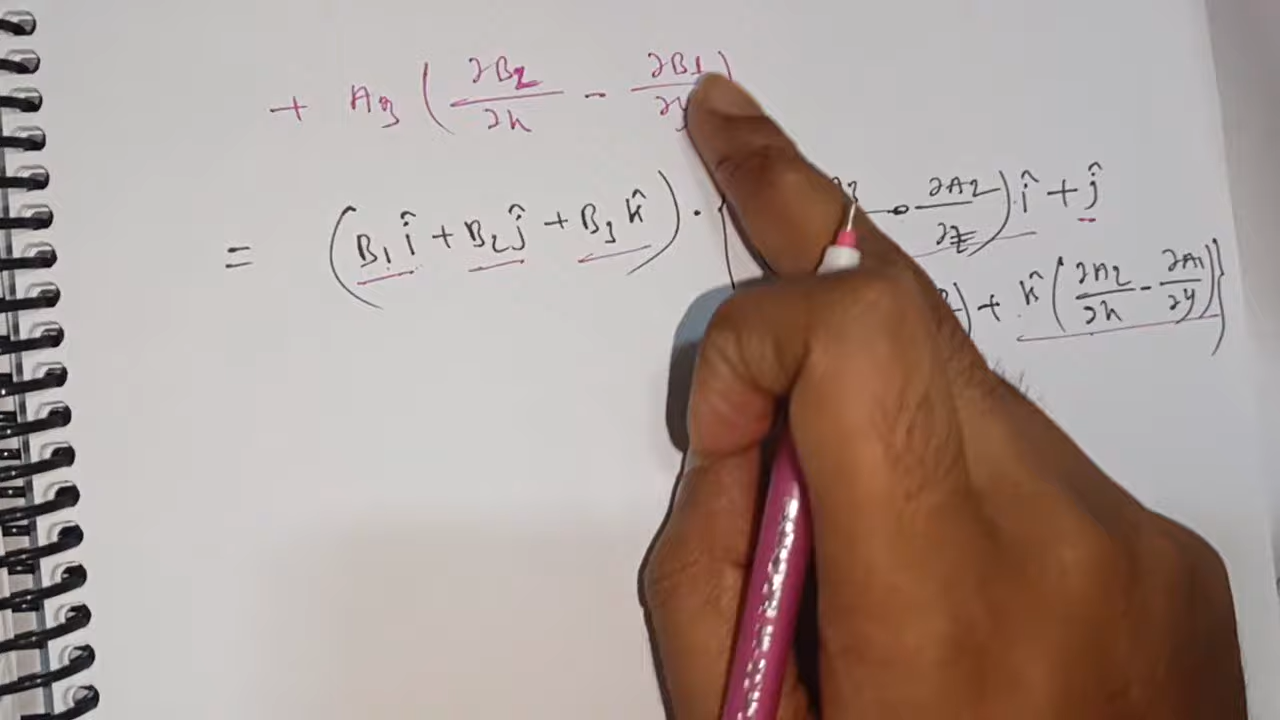 + A3 ( ∂B2/∂x - ∂B1/∂y )
= ( B1 î + B2 ĵ + B3 k̂ ) · { ∂A2/∂z ) î + ĵ
) + k̂ ( ∂A2/∂x - ∂A1/∂y ) }